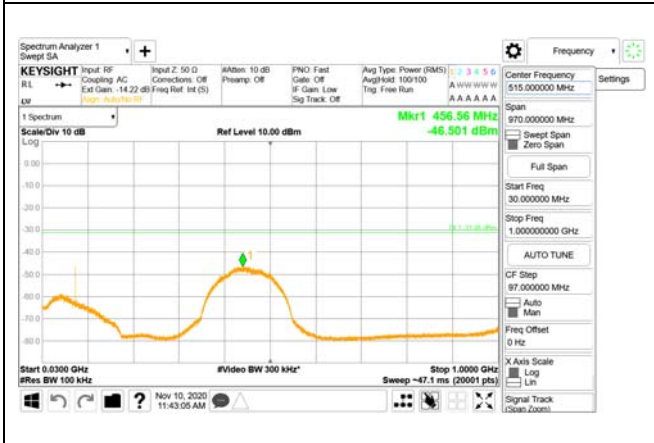 Spectrum Analyzer 1
Swept SA
Frequency
Settings
KEYSIGHT
Input: RF
Input Z: 50 Ω
#Atten: 10 dB
PNO: Fast
Avg Type: Power (RMS)
1 2 3 4 5 6
RL
Coupling: AC
Corrections: Off
Preamp: Off
Gate: Off
Avg|Hold: 100/100
A W W W W W
Ext Gain: -14.22 dB
Freq Ref: Int (S)
IF Gain: Low
Trig: Free Run
Align: Auto/No RF
Sig Track: Off
A A A A A A
1 Spectrum
Mkr1 456.56 MHz
Scale/Div 10 dB
Ref Level 10.00 dBm
-46.501 dBm
Log
0.00
-10.0
-20.0
-30.0
-40.0
-50.0
-60.0
-70.0
-80.0
1
Start 0.0300 GHz
#Video BW 300 kHz*
Stop 1.0000 GHz
#Res BW 100 kHz
Sweep ~47.1 ms (20001 pts)
Nov 10, 2020
11:43:05 AM
Center Frequency
515.000000 MHz
Span
970.000000 MHz
Swept Span
Zero Span
Full Span
Start Freq
30.000000 MHz
Stop Freq
1.000000000 GHz
AUTO TUNE
CF Step
97.000000 MHz
Auto
Man
Freq Offset
0 Hz
X Axis Scale
Log
Lin
Signal Track
(Span Zoom)